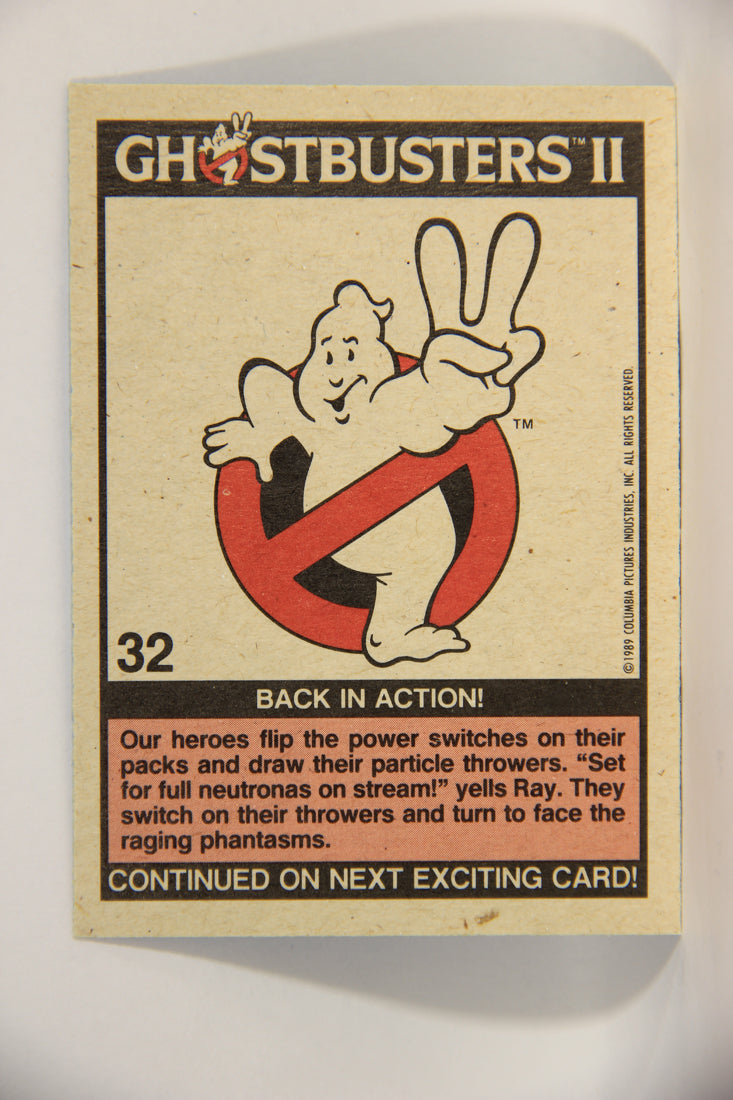 GHOSTBUSTERS™ II
TM
©1989 COLUMBIA PICTURES INDUSTRIES, INC. ALL RIGHTS RESERVED.
32
BACK IN ACTION!
Our heroes flip the power switches on their
packs and draw their particle throwers. “Set
for full neutronas on stream!” yells Ray. They
switch on their throwers and turn to face the
raging phantasms.
CONTINUED ON NEXT EXCITING CARD!